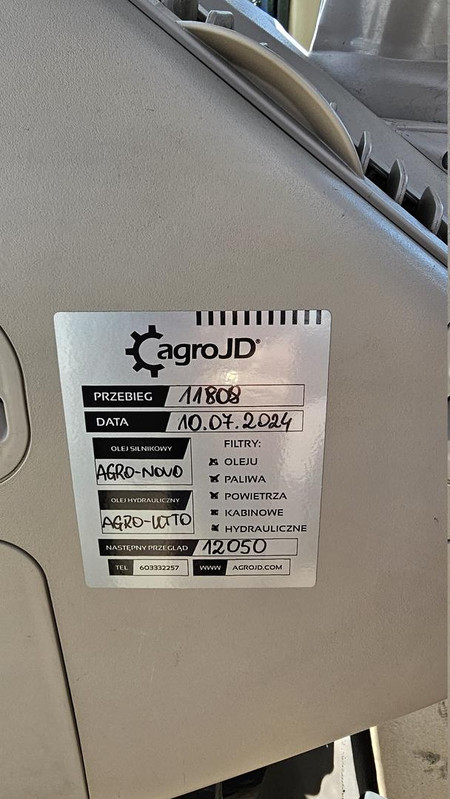 agroJD®
PRZEBIEG 11808
DATA 10.07.2024
OLEJ SILNIKOWY
AGRO-NOVO
OLEJ HYDRAULICZNY
AGRO-UTTO
FILTRY:
OLEJU
PALIWA
POWIETRZA
KABINOWE
HYDRAULICZNE
NASTĘPNY PRZEGLĄD 12050
TEL 603332257 WWW AGROJD.COM